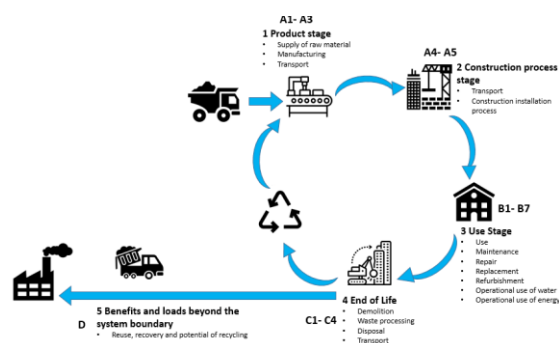 A1- A3
1 Product stage
• Supply of raw material
• Manufacturing
• Transport
A4- A5
2 Construction process
stage
• Transport
• Construction installation
process
B1- B7
3 Use Stage
• Use
• Maintenance
• Repair
• Replacement
• Refurbishment
• Operational use of water
• Operational use of energy
4 End of Life
• Demolition
• Waste processing
• Disposal
• Transport
C1- C4
5 Benefits and loads beyond the
system boundary
• Reuse, recovery and potential of recycling
D